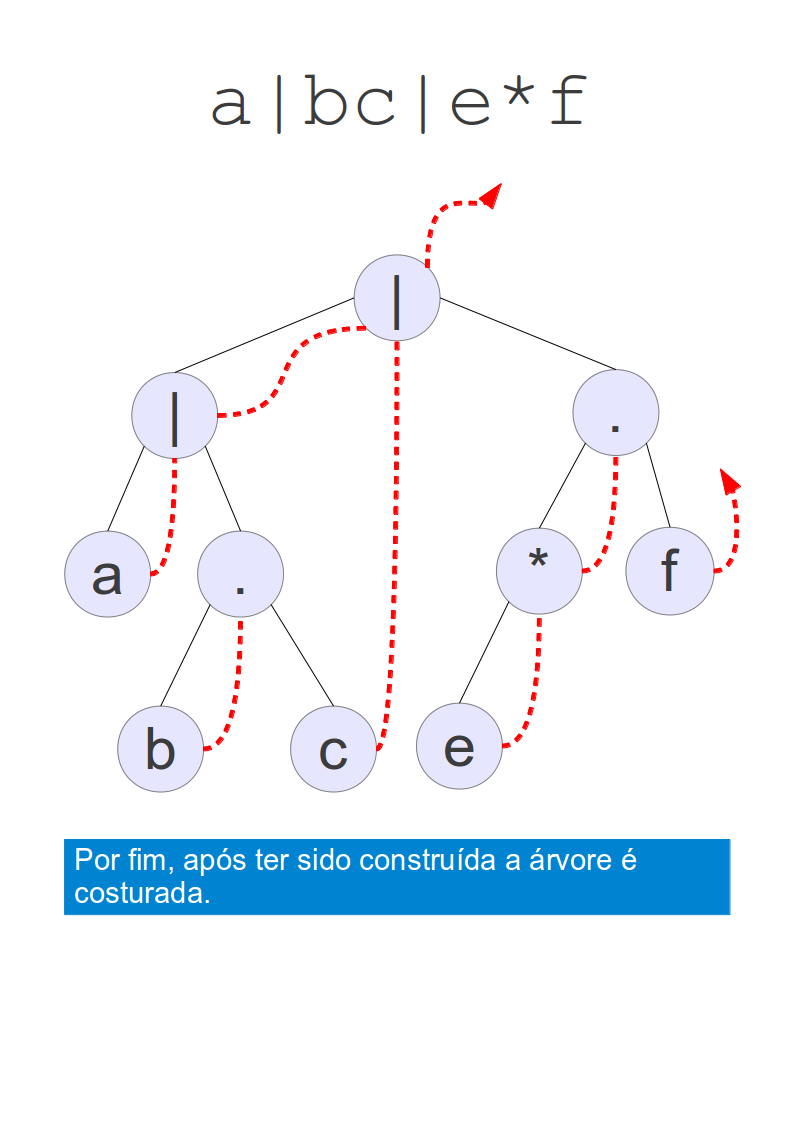 a|bc|e*f
|
|
.
a
.
*
f
b
c
e
Por fim, após ter sido construída a árvore é
costurada.